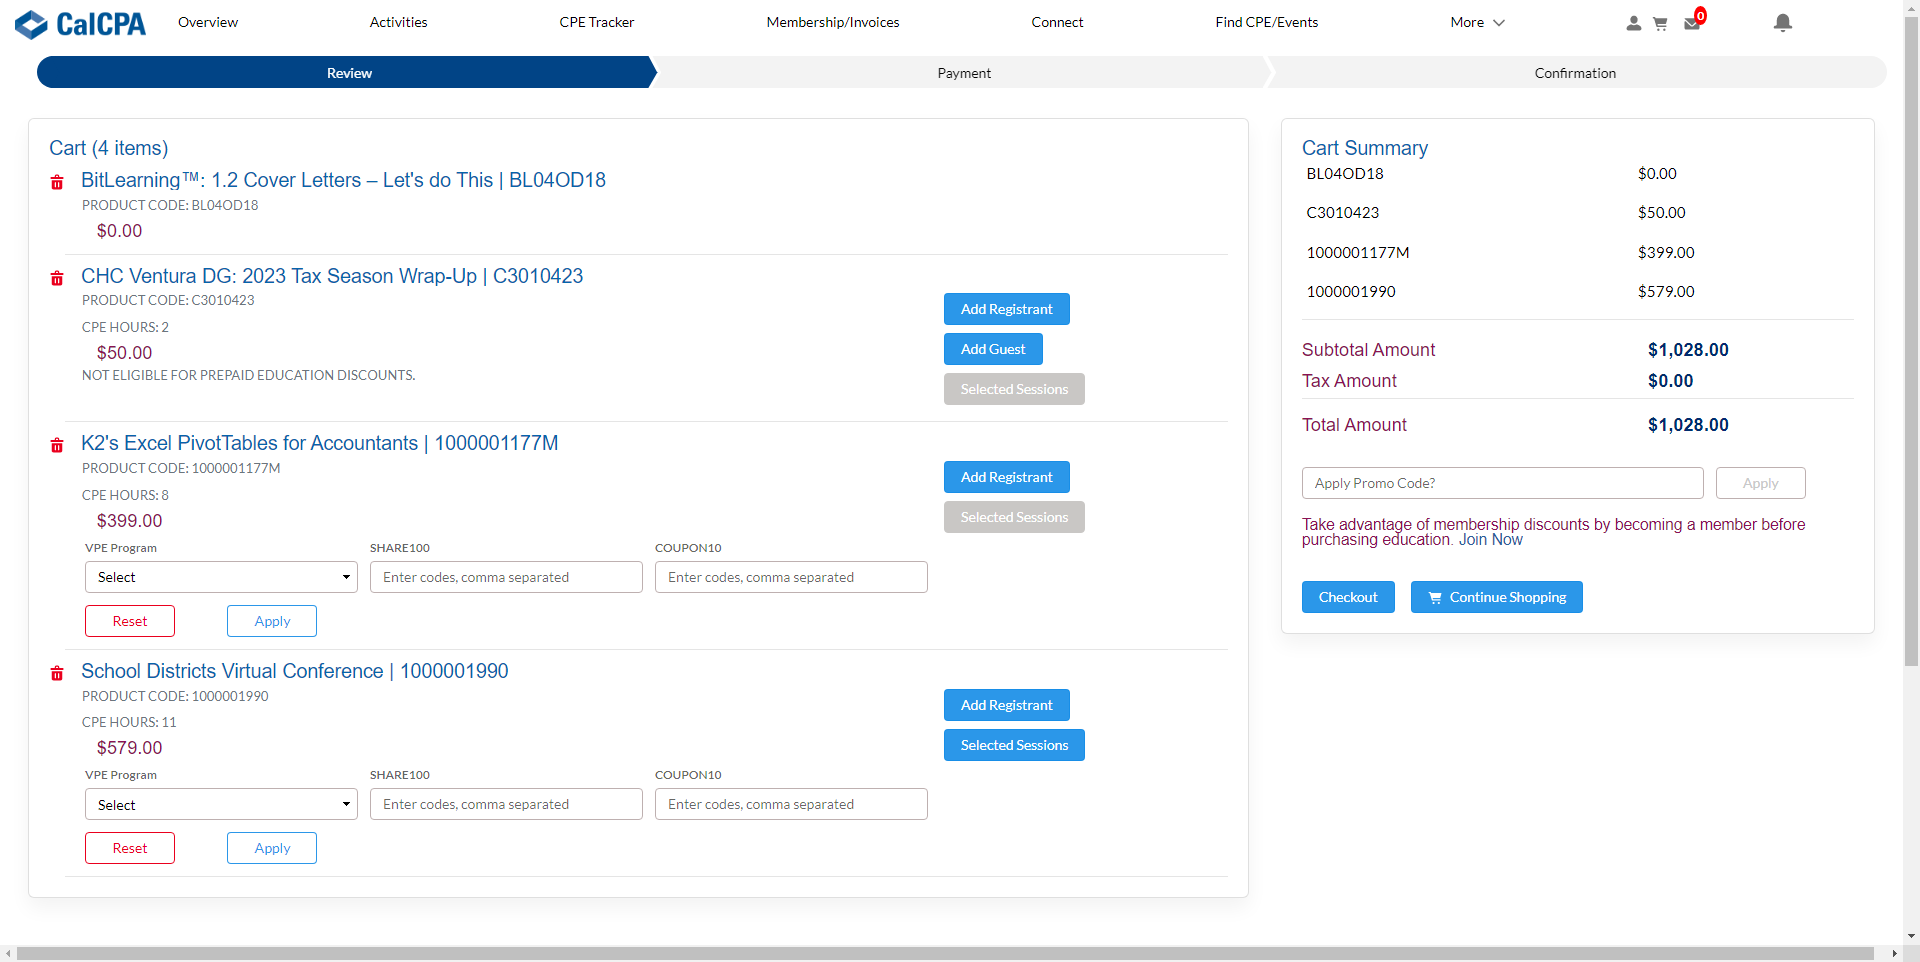 CalCPA
Overview
Activities
CPE Tracker
Membership/Invoices
Connect
Find CPE/Events
More
0
Review
Payment
Confirmation
Cart (4 items)
BitLearning™: 1.2 Cover Letters – Let's do This | BL04OD18
PRODUCT CODE: BL04OD18
$0.00
CHC Ventura DG: 2023 Tax Season Wrap-Up | C3010423
PRODUCT CODE: C3010423
CPE HOURS: 2
$50.00
NOT ELIGIBLE FOR PREPAID EDUCATION DISCOUNTS.
Add Registrant
Add Guest
Selected Sessions
K2's Excel PivotTables for Accountants | 1000001177M
PRODUCT CODE: 1000001177M
CPE HOURS: 8
$399.00
Add Registrant
Selected Sessions
VPE Program
SHARE100
COUPON10
Select
Enter codes, comma separated
Enter codes, comma separated
Reset
Apply
School Districts Virtual Conference | 1000001990
PRODUCT CODE: 1000001990
CPE HOURS: 11
$579.00
Add Registrant
Selected Sessions
VPE Program
SHARE100
COUPON10
Select
Enter codes, comma separated
Enter codes, comma separated
Reset
Apply
Cart Summary
BL04OD18 $0.00
C3010423 $50.00
1000001177M $399.00
1000001990 $579.00
Subtotal Amount $1,028.00
Tax Amount $0.00
Total Amount $1,028.00
Apply Promo Code?
Apply
Take advantage of membership discounts by becoming a member before
purchasing education. Join Now
Checkout
Continue Shopping